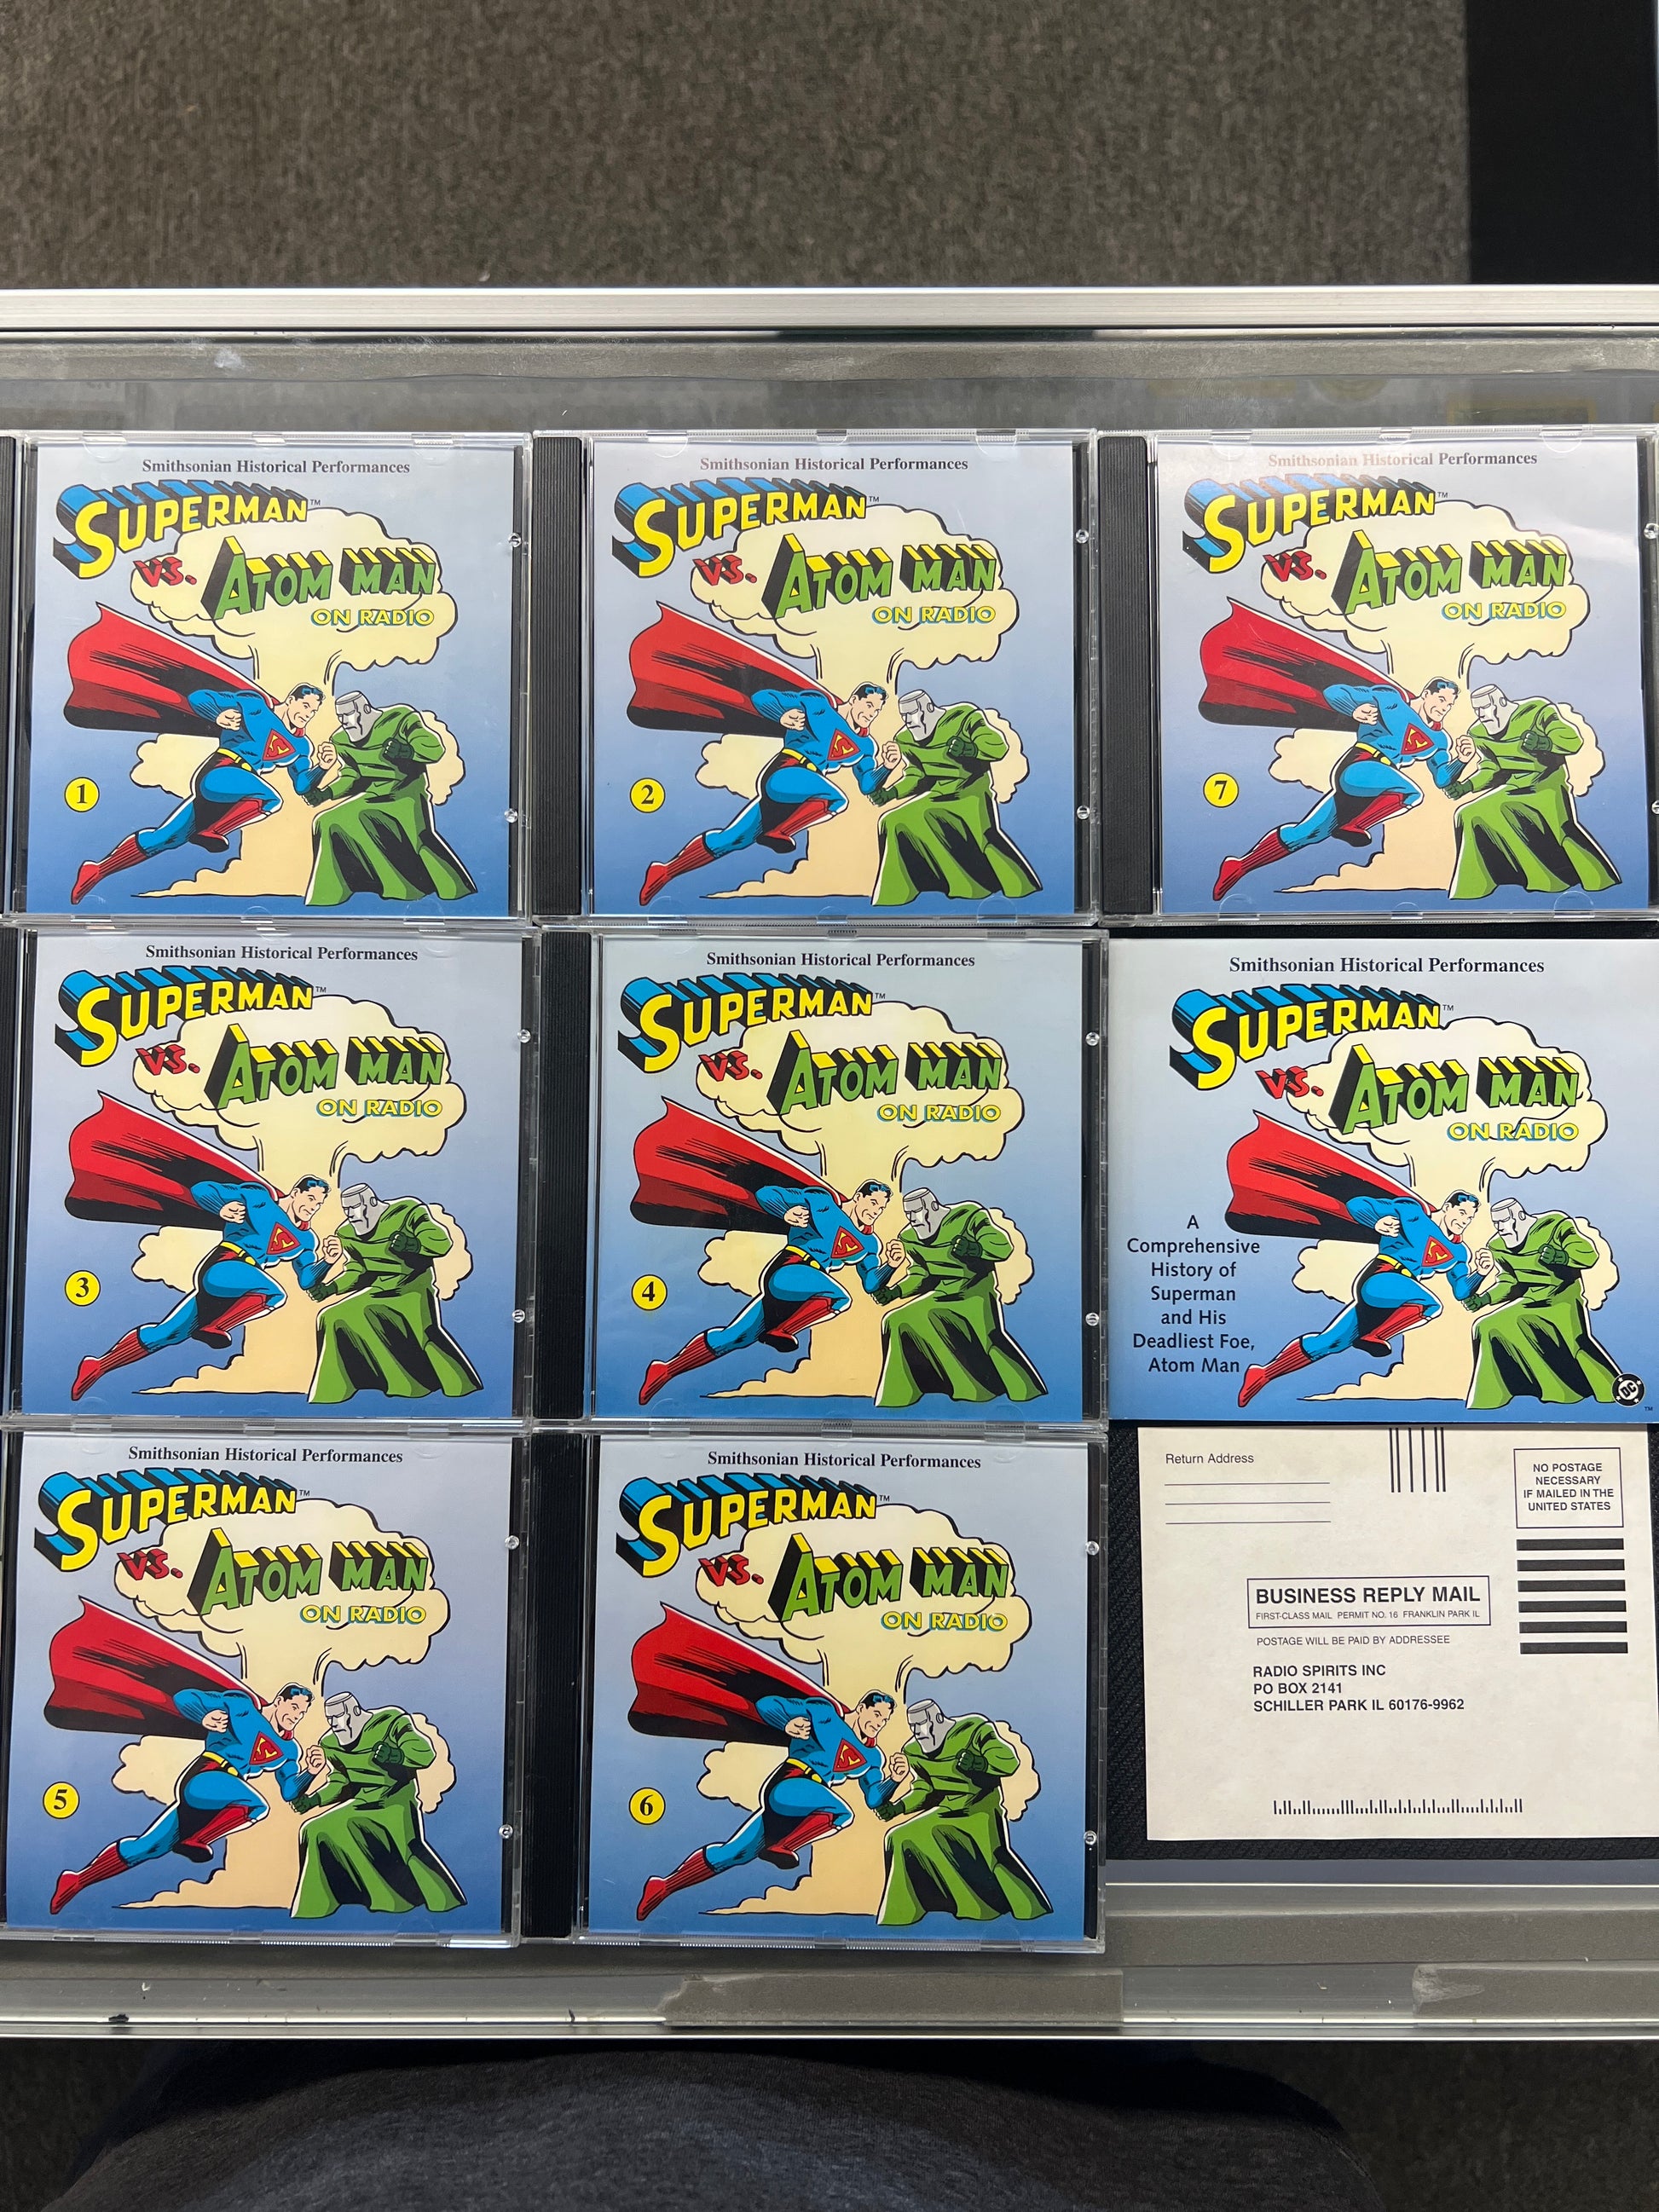 Smithsonian Historical Performances
SUPERMAN™
VS. ATOM MAN
ON RADIO
1
Smithsonian Historical Performances
SUPERMAN™
VS. ATOM MAN
ON RADIO
2
Smithsonian Historical Performances
SUPERMAN™
VS. ATOM MAN
ON RADIO
7
Smithsonian Historical Performances
SUPERMAN™
VS. ATOM MAN
ON RADIO
3
Smithsonian Historical Performances
SUPERMAN™
VS. ATOM MAN
ON RADIO
4
Smithsonian Historical Performances
SUPERMAN™
VS. ATOM MAN
ON RADIO
A
Comprehensive
History of
Superman
and His
Deadliest Foe,
Atom Man
DC
™
Smithsonian Historical Performances
SUPERMAN™
VS. ATOM MAN
ON RADIO
5
Smithsonian Historical Performances
SUPERMAN™
VS. ATOM MAN
ON RADIO
6
Return Address
NO POSTAGE
NECESSARY
IF MAILED IN THE
UNITED STATES
BUSINESS REPLY MAIL
FIRST-CLASS MAIL PERMIT NO. 16 FRANKLIN PARK IL
POSTAGE WILL BE PAID BY ADDRESSEE
RADIO SPIRITS INC
PO BOX 2141
SCHILLER PARK IL 60176-9962